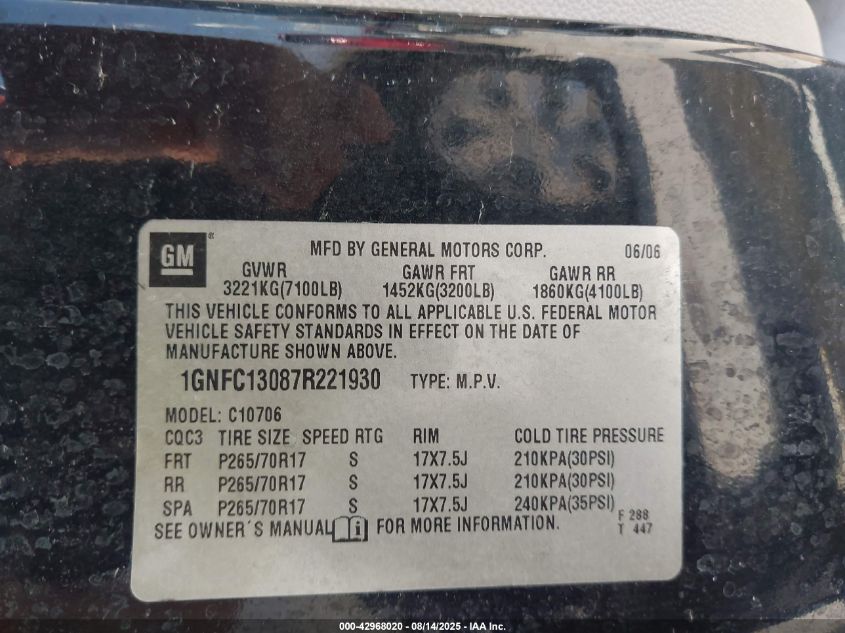 GM ® MFD BY GENERAL MOTORS CORP. 06/06
GVWR GAWR FRT GAWR RR
3221KG(7100LB) 1452KG(3200LB) 1860KG(4100LB)
THIS VEHICLE CONFORMS TO ALL APPLICABLE U.S. FEDERAL MOTOR
VEHICLE SAFETY STANDARDS IN EFFECT ON THE DATE OF
MANUFACTURE SHOWN ABOVE.
1GNFC13087R221930 TYPE: M.P.V.
MODEL: C10706
CQC3 TIRE SIZE SPEED RTG RIM COLD TIRE PRESSURE
FRT P265/70R17 S 17X7.5J 210KPA(30PSI)
RR P265/70R17 S 17X7.5J 210KPA(30PSI)
SPA P265/70R17 S 17X7.5J 240KPA(35PSI)
SEE OWNER´S MANUAL i FOR MORE INFORMATION.
F 288
T 447
000-42968020 - 08/14/2025 - IAA Inc.